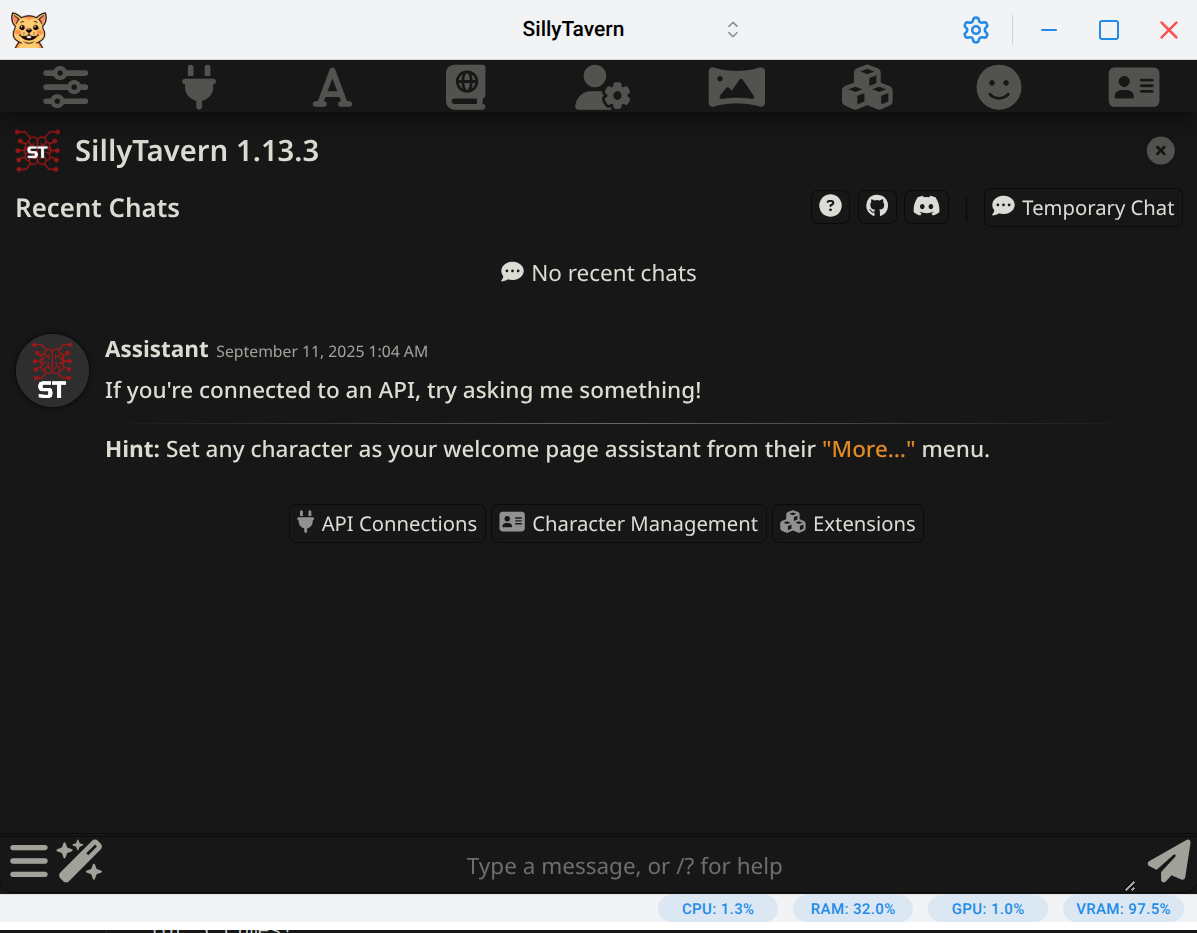 SillyTavern
ST SillyTavern 1.13.3
Recent Chats
Temporary Chat
No recent chats
Assistant September 11, 2025 1:04 AM
ST
If you're connected to an API, try asking me something!
Hint: Set any character as your welcome page assistant from their "More..." menu.
API Connections Character Management Extensions
Type a message, or /? for help
CPU: 1.3% RAM: 32.0% GPU: 1.0% VRAM: 97.5%